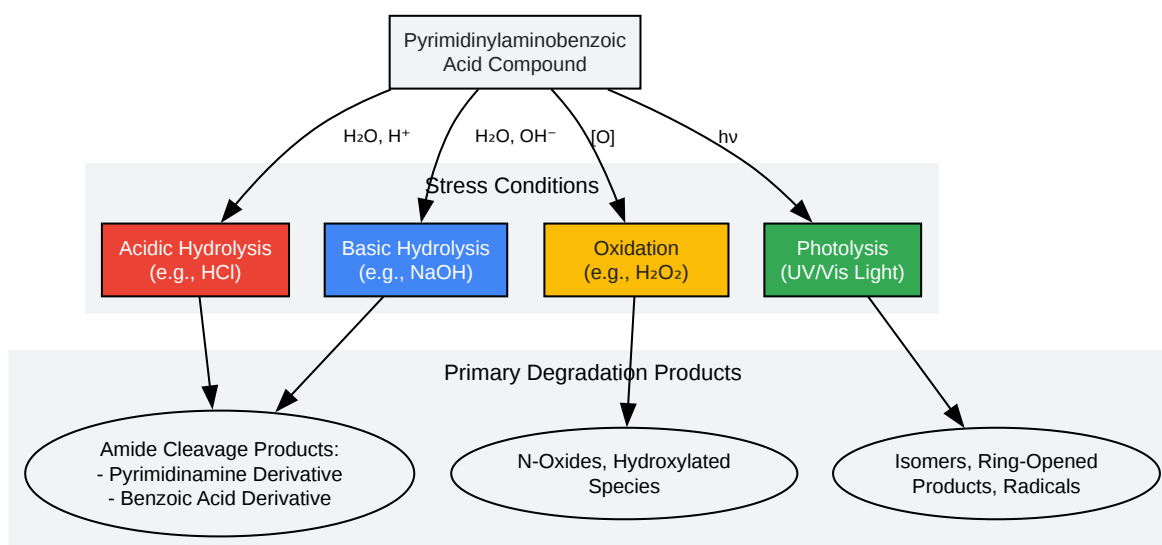 Pyrimidinylaminobenzoic
Acid Compound
H₂O, H⁺
H₂O, OH⁻
[O]
hν
Stress Conditions
Acidic Hydrolysis
(e.g., HCl)
Basic Hydrolysis
(e.g., NaOH)
Oxidation
(e.g., H₂O₂)
Photolysis
(UV/Vis Light)
Primary Degradation Products
Amide Cleavage Products:
- Pyrimidinamine Derivative
- Benzoic Acid Derivative
N-Oxides, Hydroxylated
Species
Isomers, Ring-Opened
Products, Radicals